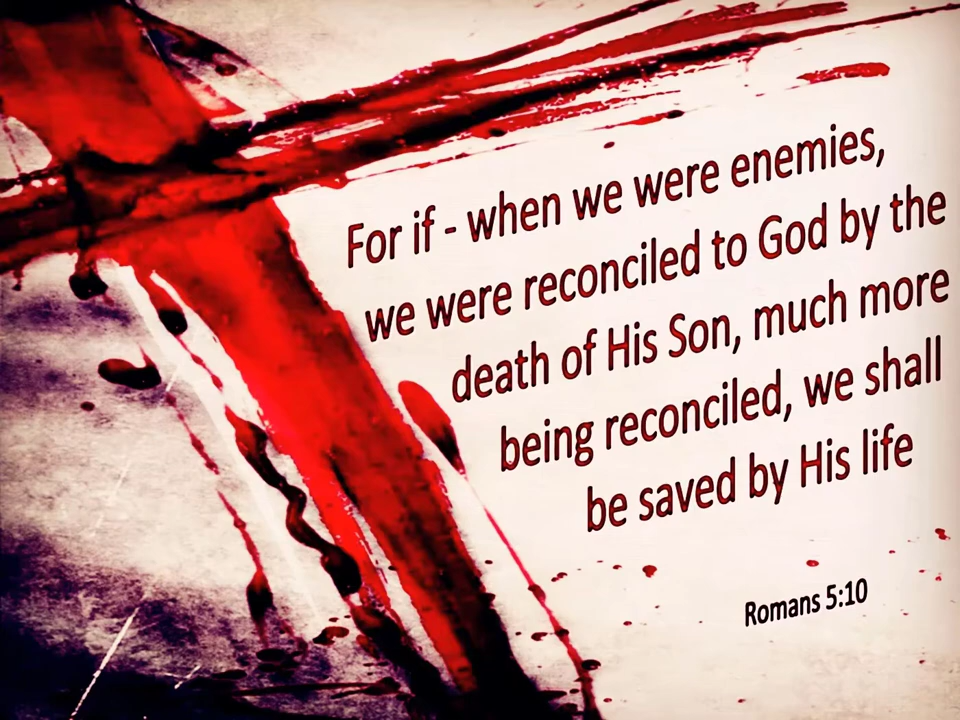 For if - when we were enemies,
we were reconciled to God by the
death of His Son, much more
being reconciled, we shall
be saved by His life
Romans 5:10